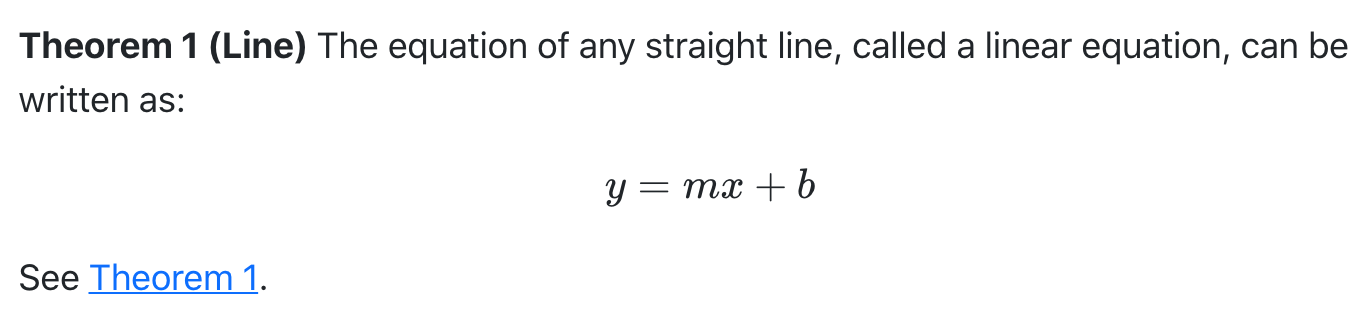 Theorem 1 (Line) The equation of any straight line, called a linear equation, can be
written as:
y = mx + b
See Theorem 1.